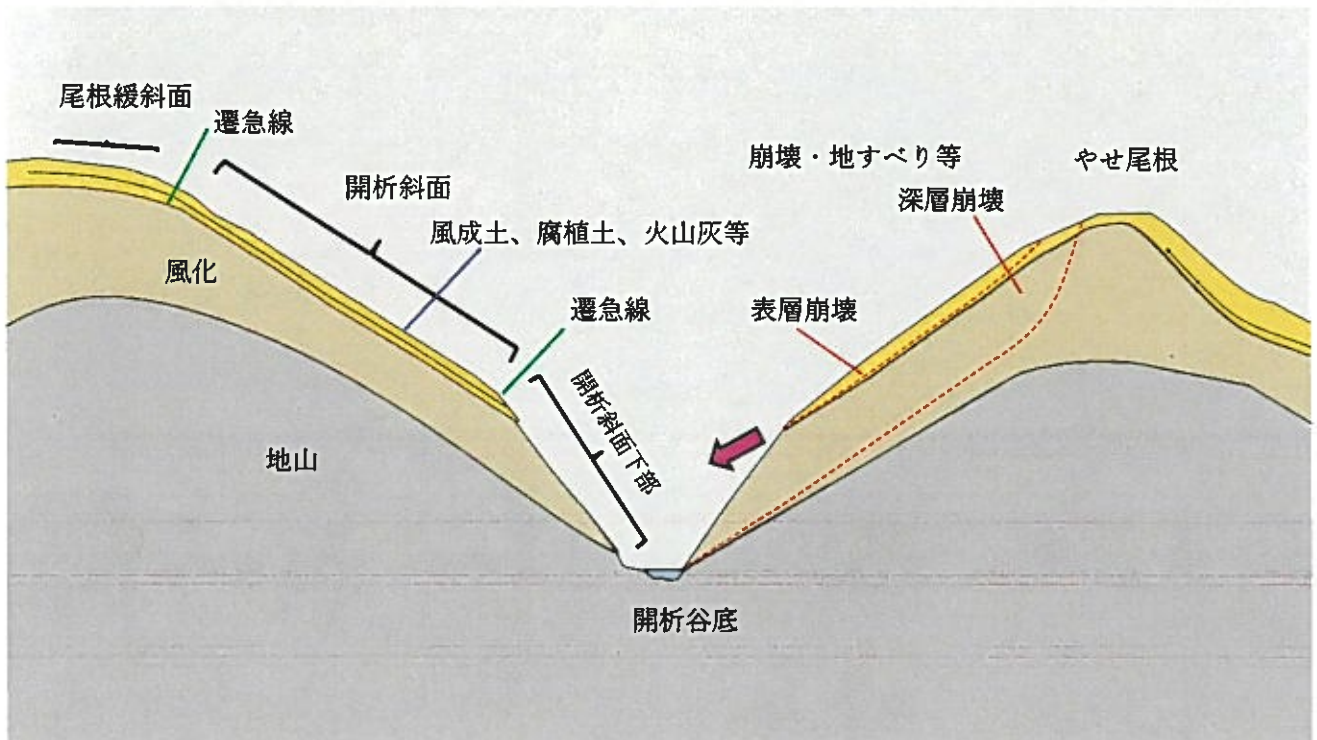 尾根緩斜面
遷急線
開析斜面
風成土、腐植土、火山灰等
風化
遷急線
開析斜面下部
地山
崩壊・地すべり等
深層崩壊
やせ尾根
表層崩壊
開析谷底